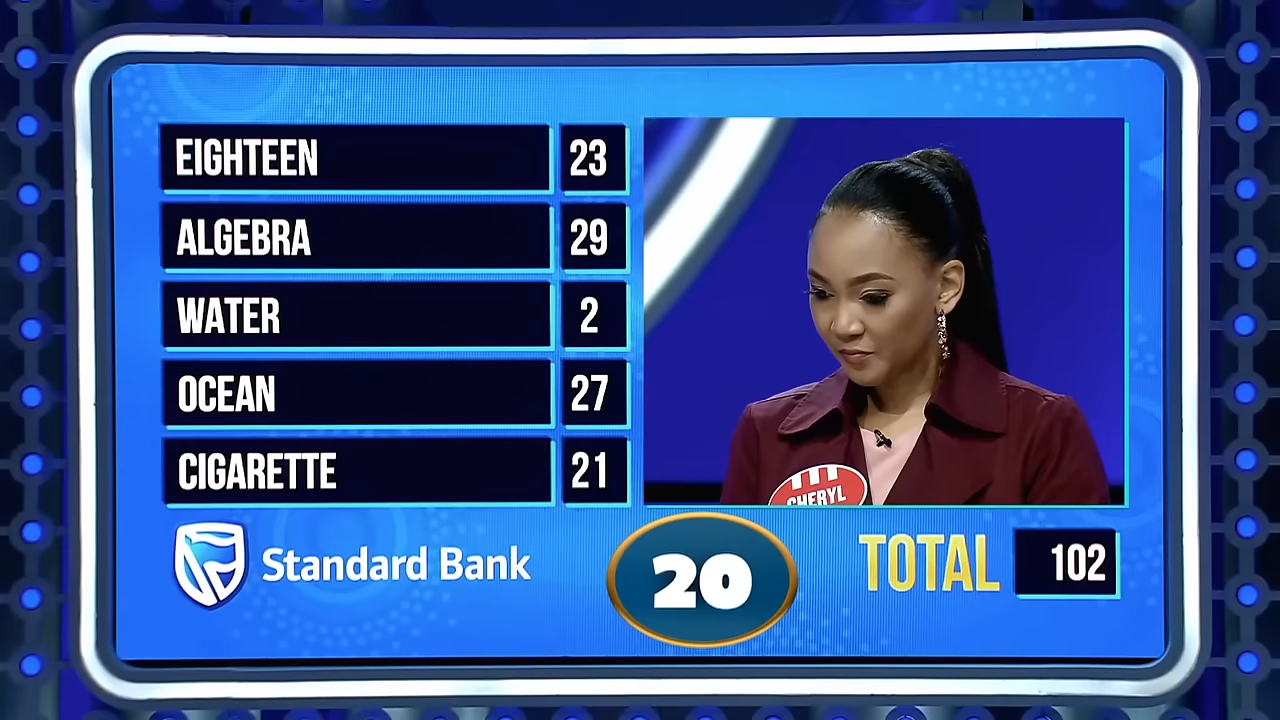 EIGHTEEN 23
ALGEBRA 29
WATER 2
OCEAN 27
CIGARETTE 21
CHERYL
Standard Bank
20
TOTAL 102